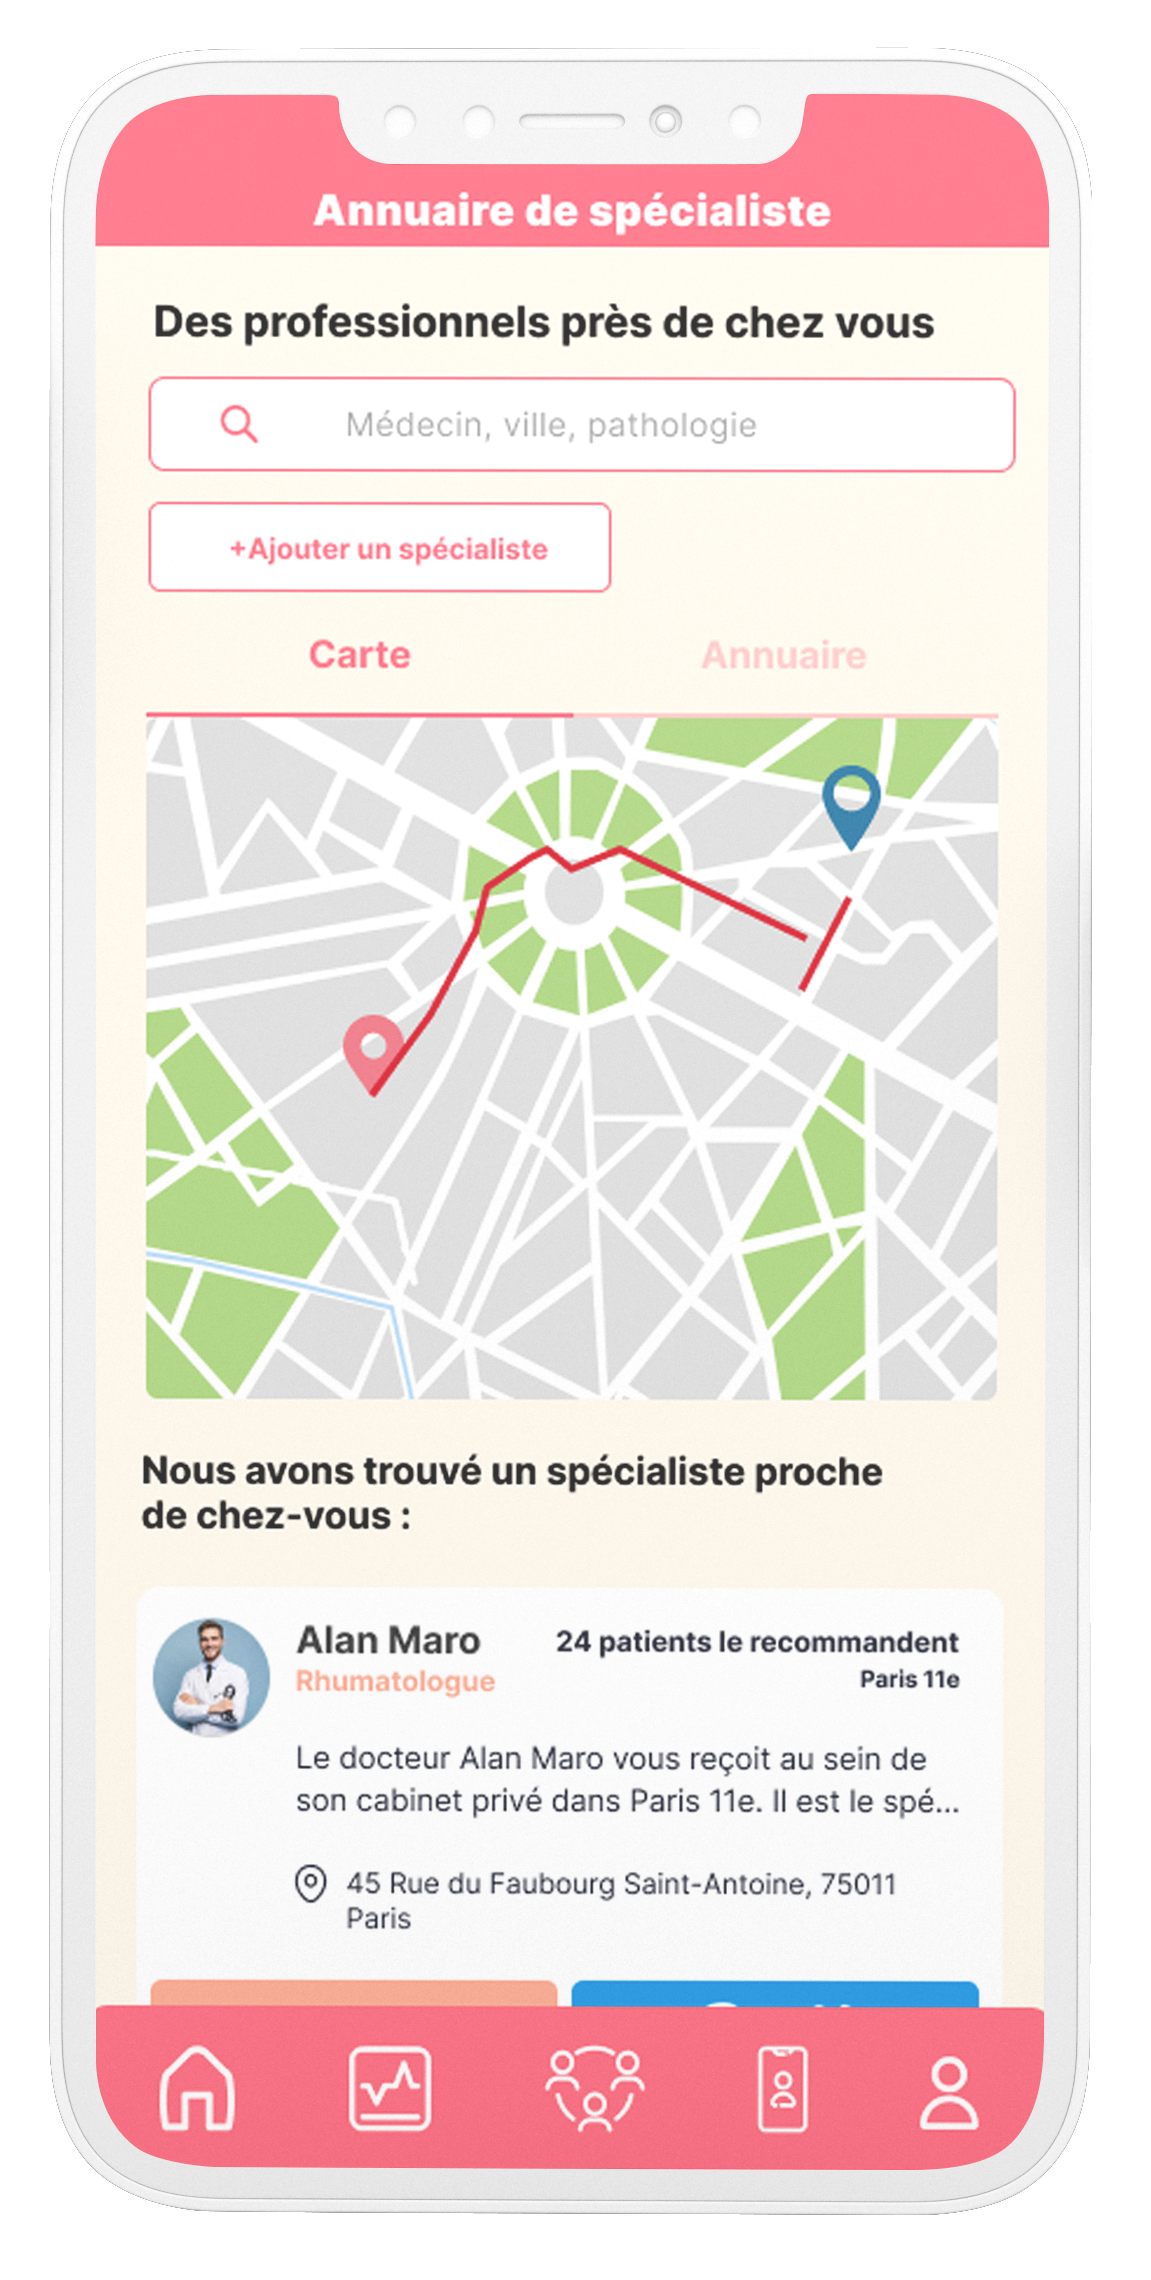 Annuaire de spécialiste
Des professionnels près de chez vous
Médecin, ville, pathologie
+Ajouter un spécialiste
Carte
Annuaire
Nous avons trouvé un spécialiste proche
de chez-vous :
Alan Maro
24 patients le recommandent
Rhumatologue
Paris 11e
Le docteur Alan Maro vous reçoit au sein de
son cabinet privé dans Paris 11e. Il est le spé...
45 Rue du Faubourg Saint-Antoine, 75011
Paris